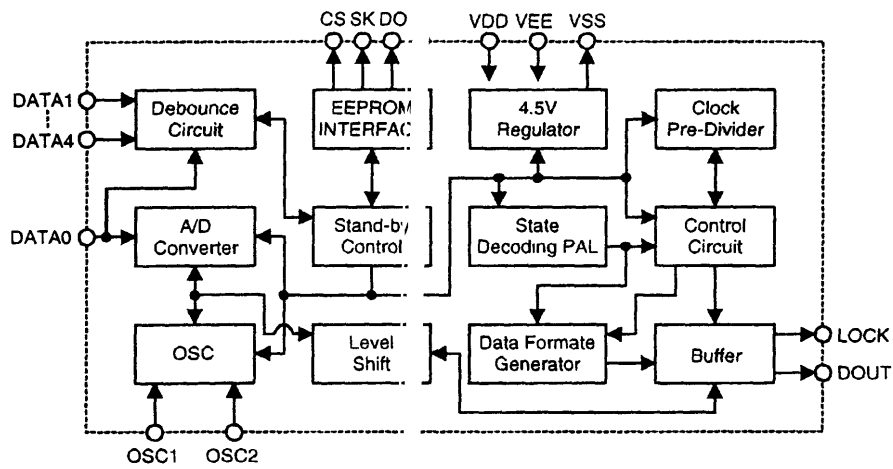 CS SK DO VDD VEE VSS
DATA1
DATA4
DATA0
Debounce
Circuit
EEPROM
INTERFAC
4.5V
Regulator
Clock
Pre-Divider
A/D
Converter
Stand-by
Control
State
Decoding PAL
Control
Circuit
OSC
Level
Shift
Data Formate
Generator
Buffer
LOCK
DOUT
OSC1 OSC2